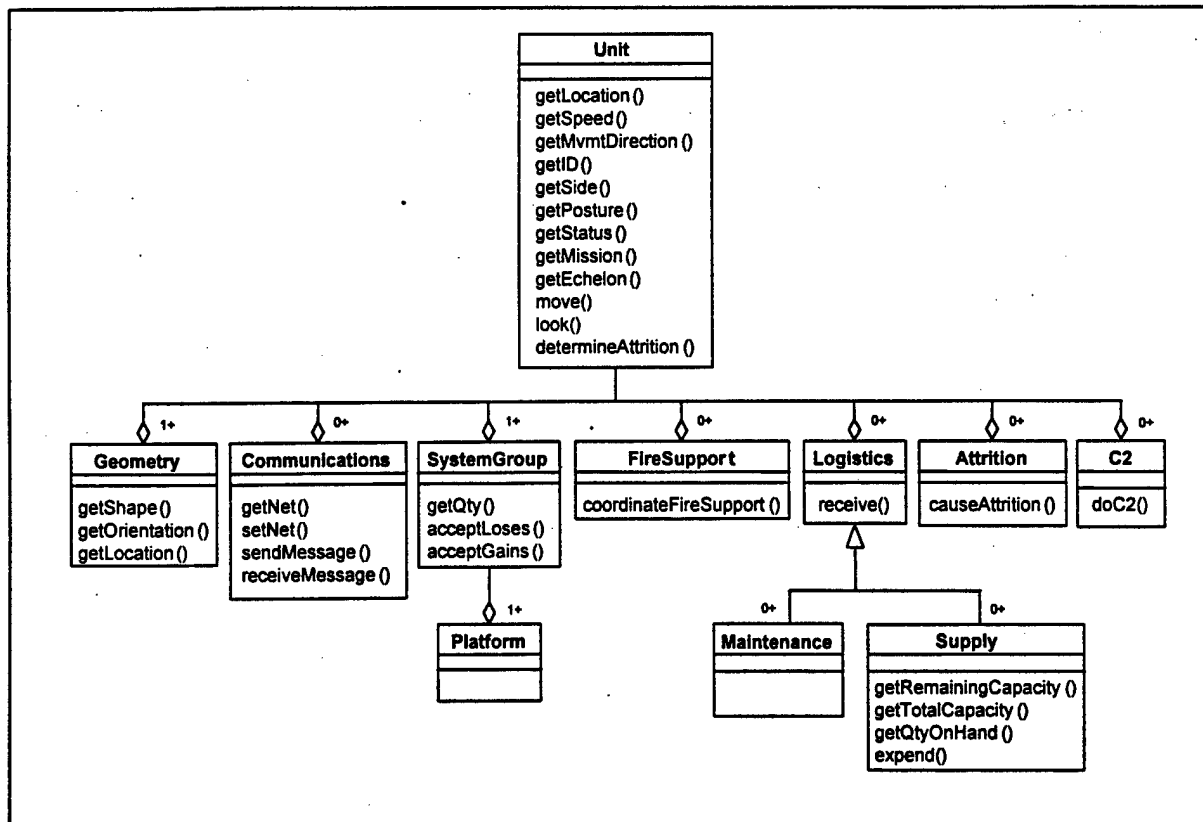 Unit
getLocation()
getSpeed()
getMvmtDirection()
getID()
getSide()
getPosture()
getStatus()
getMission()
getEchelon()
move()
look()
determineAttrition()
1+
0+
1+
0+
0+
0+
0+
Geometry
getShape()
getOrientation()
getLocation()
Communications
getNet()
setNet()
sendMessage()
receiveMessage()
SystemGroup
getQty()
acceptLoses()
acceptGains()
FireSupport
coordinateFireSupport()
Logistics
receive()
Attrition
causeAttrition()
C2
doC2()
1+
Platform
0+
Maintenance
0+
Supply
getRemainingCapacity()
getTotalCapacity()
getQtyOnHand()
expend()